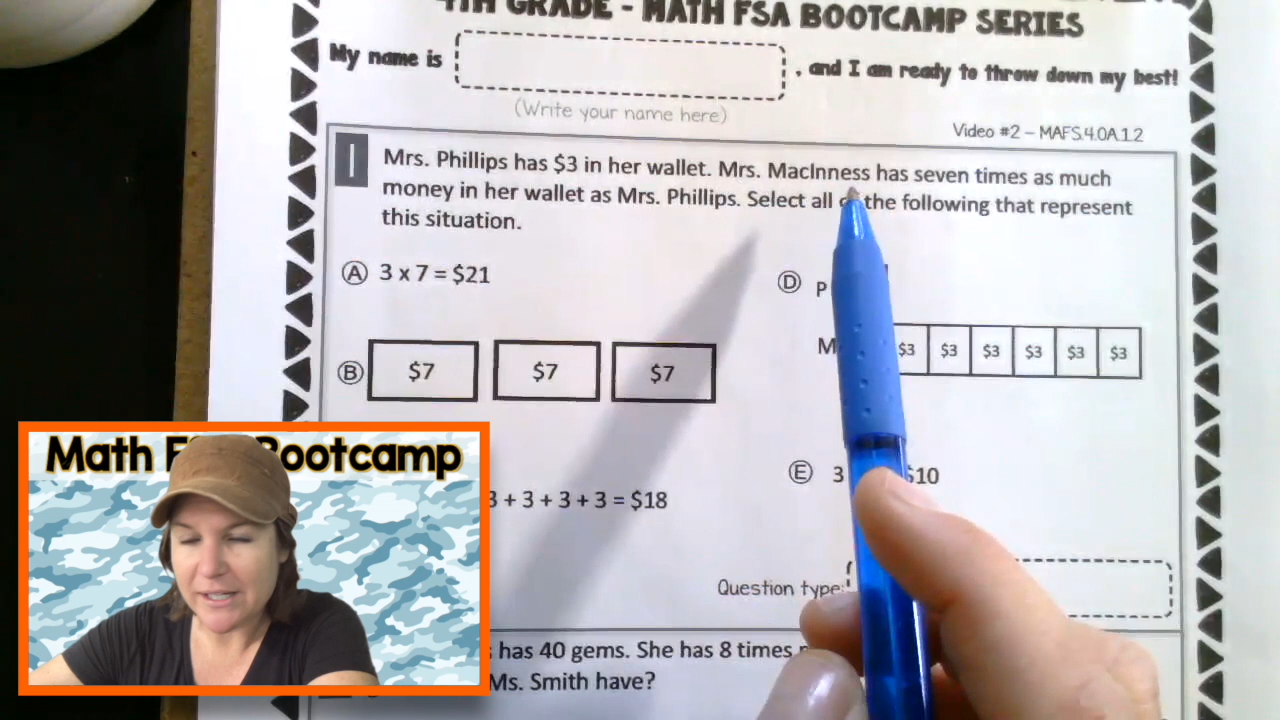 4TH GRADE - MATH FSA BOOTCAMP SERIES
My name is , and I am ready to throw down my best!
(Write your name here)
Video #2 - MAFS.4.OA.1.2
1 Mrs. Phillips has $3 in her wallet. Mrs. MacInness has seven times as much
money in her wallet as Mrs. Phillips. Select all the following that represent
this situation.
A 3 x 7 = $21
B $7 $7 $7
3 + 3 + 3 + 3 = $18
D P
M $3 $3 $3 $3 $3 $3
E 3 $10
Question type:
has 40 gems. She has 8 times
Ms. Smith have?
Math Bootcamp